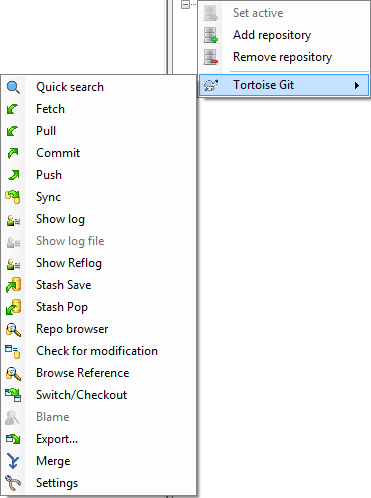 Set active
Add repository
Remove repository
Tortoise Git
Quick search
Fetch
Pull
Commit
Push
Sync
Show log
Show log file
Show Reflog
Stash Save
Stash Pop
Repo browser
Check for modification
Browse Reference
Switch/Checkout
Blame
Export...
Merge
Settings